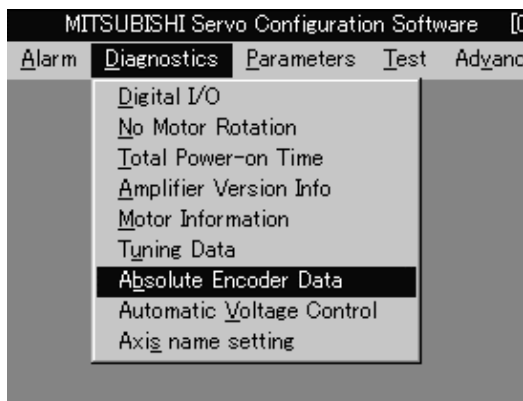 MITSUBISHI Servo Configuration Software [
Alarm Diagnostics Parameters Test Advanc
Digital I/O
No Motor Rotation
Total Power-on Time
Amplifier Version Info
Motor Information
Tuning Data
Absolute Encoder Data
Automatic Voltage Control
Axis name setting